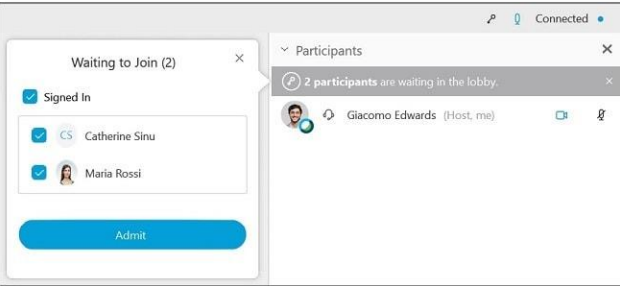 Connected
Waiting to Join (2)
Signed In
CS Catherine Sinu
Maria Rossi
Admit
Participants
2 participants are waiting in the lobby.
Giacomo Edwards (Host, me)